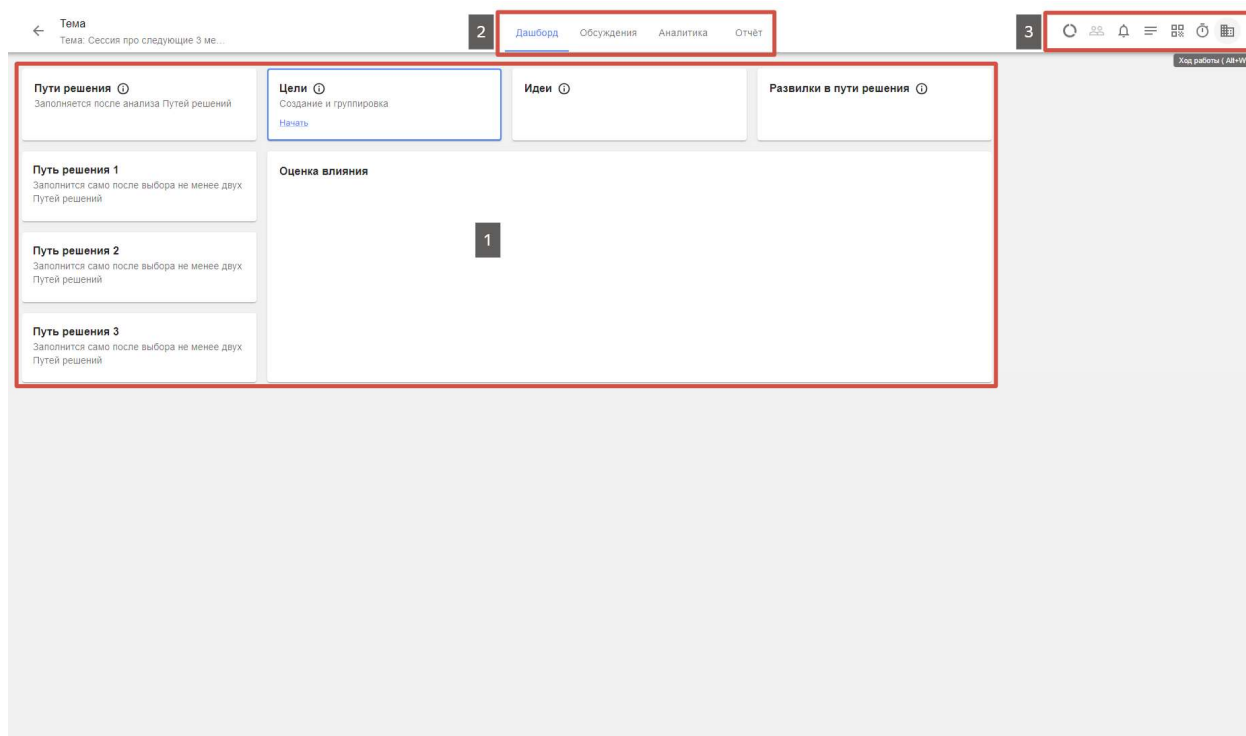 Тема
Тема: Сессия про следующие 3 ме...
2
Дашборд
Обсуждения
Аналитика
Отчёт
3
Ход работы ( Alt+W
Пути решения
Заполняется после анализа Путей решений
Цели
Создание и группировка
Начать
Идеи
Развилки в пути решения
Путь решения 1
Заполнится само после выбора не менее двух
Путей решений
Оценка влияния
1
Путь решения 2
Заполнится само после выбора не менее двух
Путей решений
Путь решения 3
Заполнится само после выбора не менее двух
Путей решений